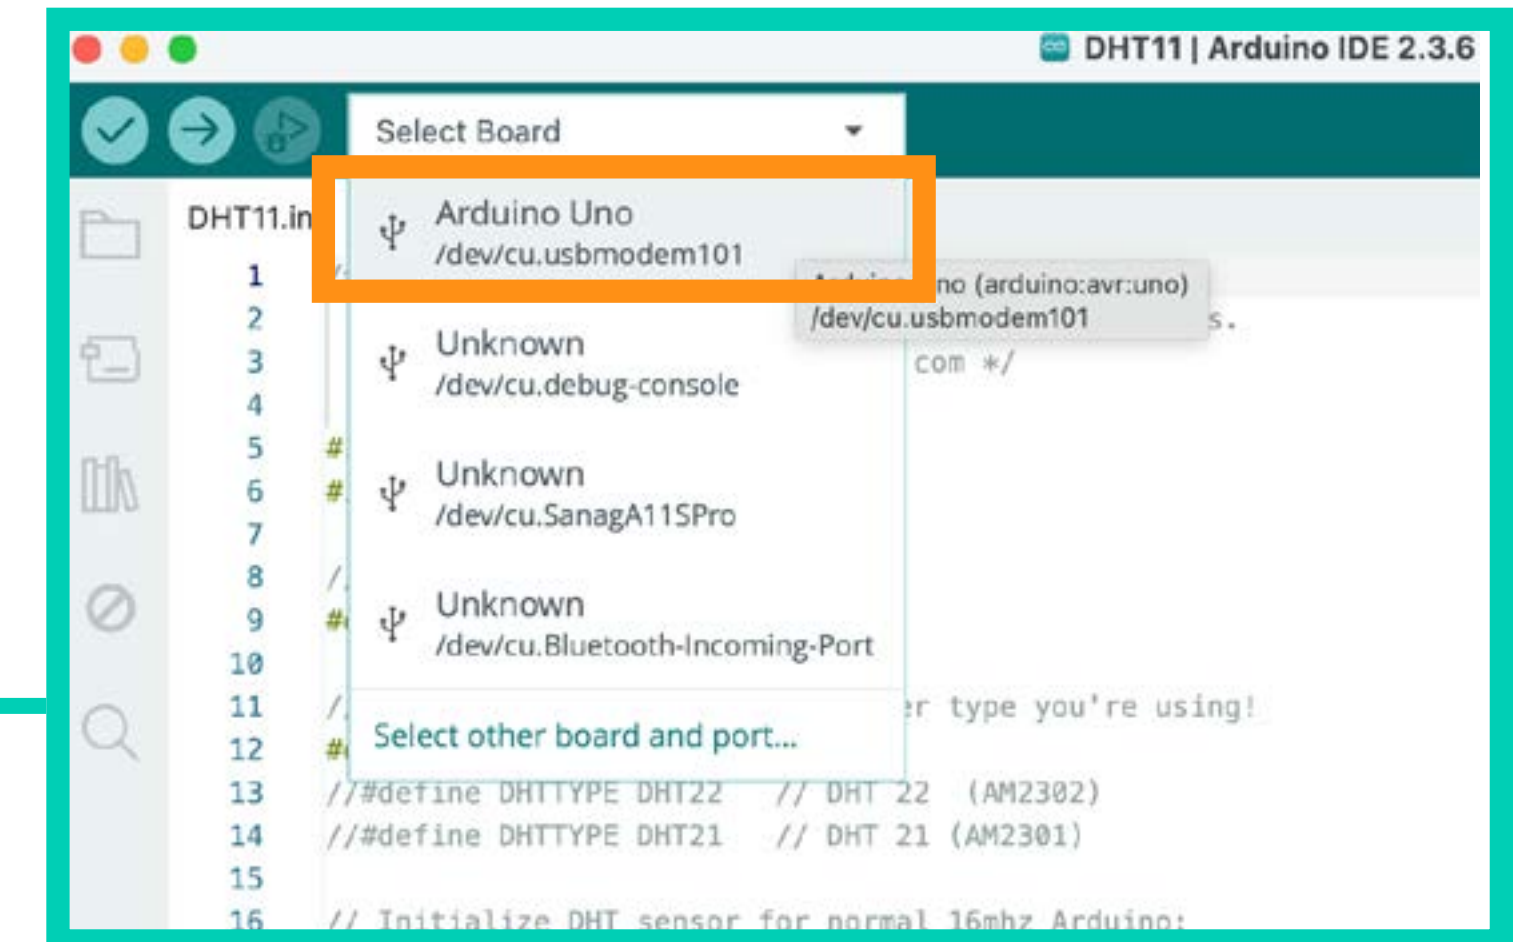 DHT11 | Arduino IDE 2.3.6
Select Board
DHT11.in
Arduino Uno
/dev/cu.usbmodem101
no (arduino:avr:uno)
/dev/cu.usbmodem101
Unknown
/dev/cu.debug-console
Unknown
/dev/cu.SanagA11SPro
Unknown
/dev/cu.Bluetooth-Incoming-Port
Select other board and port...
1 /
2 s.
3 com */
4
5 #
6 #
7
8 /
9 #
10
11 / er type you're using!
12 #
13 //#define DHTTYPE DHT22 // DHT 22 (AM2302)
14 //#define DHTTYPE DHT21 // DHT 21 (AM2301)
15
16 // Initialize DHT sensor for normal 16mhz Arduino: